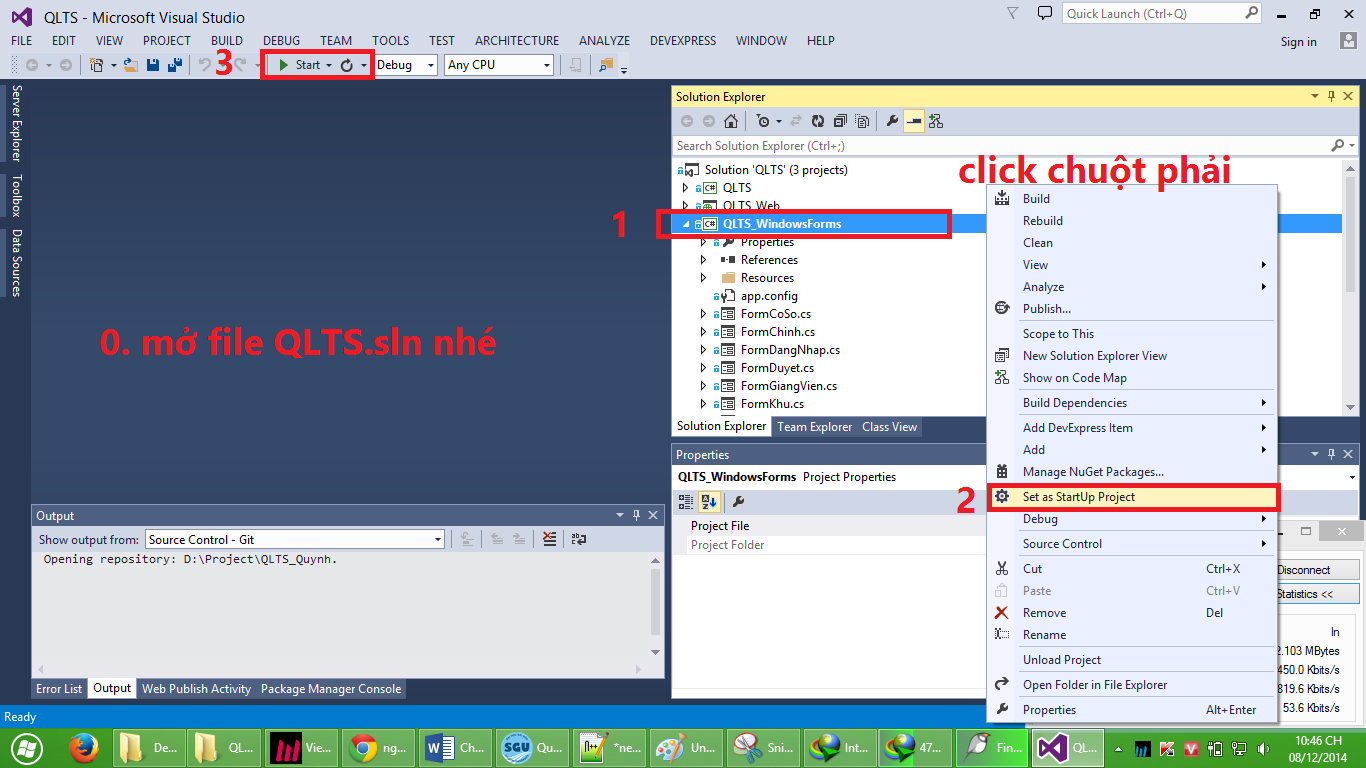 QLTS - Microsoft Visual Studio
Quick Launch (Ctrl+Q)
FILE EDIT VIEW PROJECT BUILD DEBUG TEAM TOOLS TEST ARCHITECTURE ANALYZE DEVEXPRESS WINDOW HELP
Sign in
3
Start Debug Any CPU
Server Explorer
Toolbox
Data Sources
0. mở file QLTS.sln nhé
Solution Explorer
Search Solution Explorer (Ctrl+;)
Solution 'QLTS' (3 projects)
click chuột phải
QLTS
QLTS_Web
1
QLTS_WindowsForms
Properties
References
Resources
app.config
FormCoSo.cs
FormChinh.cs
FormDangNhap.cs
FormDuyet.cs
FormGiangVien.cs
FormKhu.cs
Solution Explorer Team Explorer Class View
Properties
QLTS_WindowsForms Project Properties
Project File
Project Folder
Build
Rebuild
Clean
View
Analyze
Publish...
Scope to This
New Solution Explorer View
Show on Code Map
Build Dependencies
Add DevExpress Item
Add
Manage NuGet Packages...
2
Set as StartUp Project
Debug
Source Control
Cut Ctrl+X
Paste Ctrl+V
Remove Del
Rename
Unload Project
Open Folder in File Explorer
Properties Alt+Enter
Disconnect
Statistics <<
In
2.103 MBytes
450.0 Kbits/s
819.6 Kbits/s
53.6 Kbits/s
Output
Show output from: Source Control - Git
Opening repository: D:\Project\QLTS_Quynh.
Error List Output Web Publish Activity Package Manager Console
Ready
De... QL... Vie... ng... Ch... SGU Qu... *ne... Un... Sni... Int... 47... Fin... QL...
10:46 CH
08/12/2014